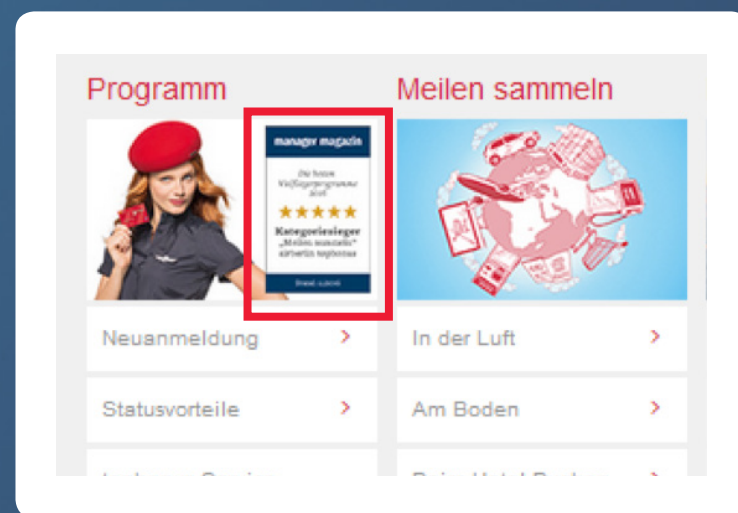 Programm
manager magazin
Die besten
Vielfliegerprogramme
2016
★★★★★
Kategoriesieger
„Meilen sammeln“
airberlin topbonus
Neuanmeldung
Statusvorteile
Meilen sammeln
In der Luft
Am Boden